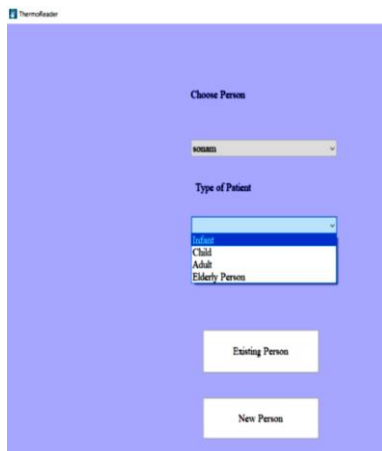 ThermoReader
Choose Person
sonam
Type of Patient
Infant
Child
Adult
Elderly Person
Existing Person
New Person